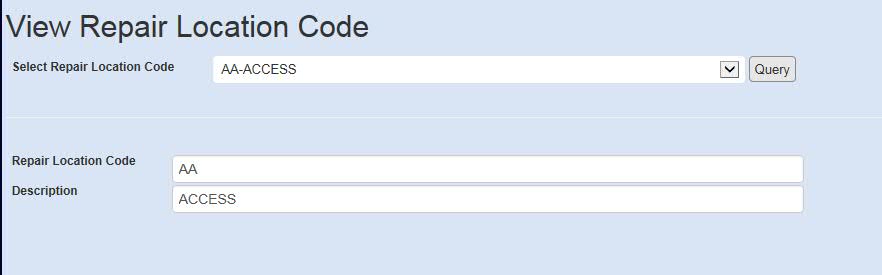 View Repair Location Code
Select Repair Location Code AA-ACCESS Query
Repair Location Code AA
Description ACCESS